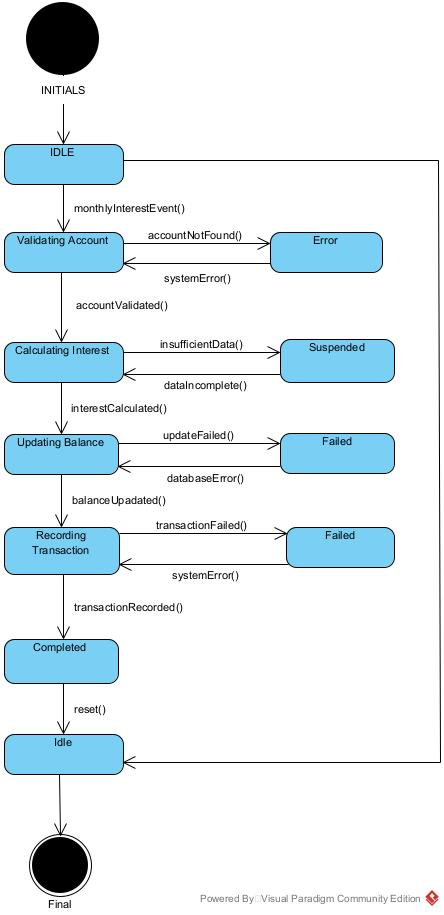 INITIALS
IDLE
monthlyInterestEvent()
Validating Account
accountNotFound()
Error
systemError()
accountValidated()
Calculating Interest
insufficientData()
Suspended
dataIncomplete()
interestCalculated()
Updating Balance
updateFailed()
Failed
databaseError()
balanceUpadated()
Recording
Transaction
transactionFailed()
Failed
systemError()
transactionRecorded()
Completed
reset()
Idle
Final
Powered By Visual Paradigm Community Edition